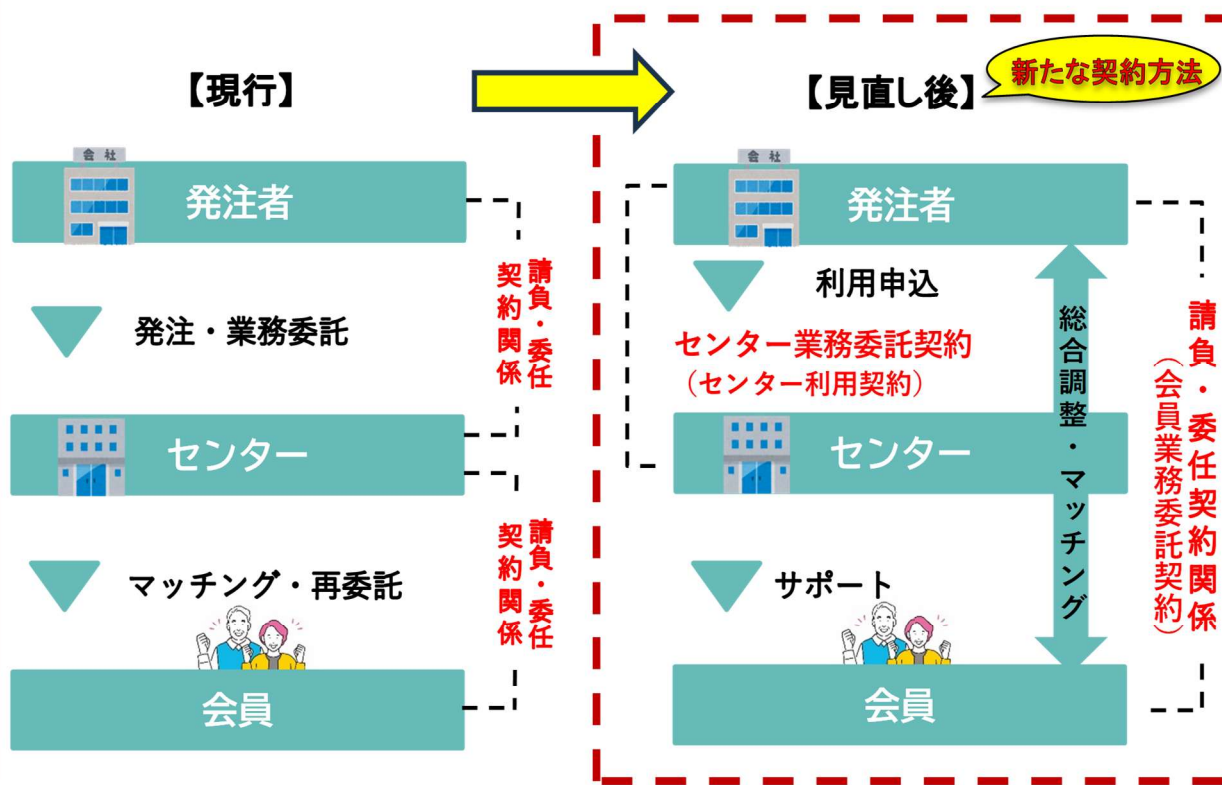 【現行】
会社
発注者
発注・業務委託
請負・委任
契約関係
センター
マッチング・再委託
請負・委任
契約関係
会員
【見直し後】
新たな契約方法
会社
発注者
利用申込
センター業務委託契約
（センター利用契約）
センター
サポート
会員
総合調整・マッチング
請負・委任契約関係
（会員業務委託契約）